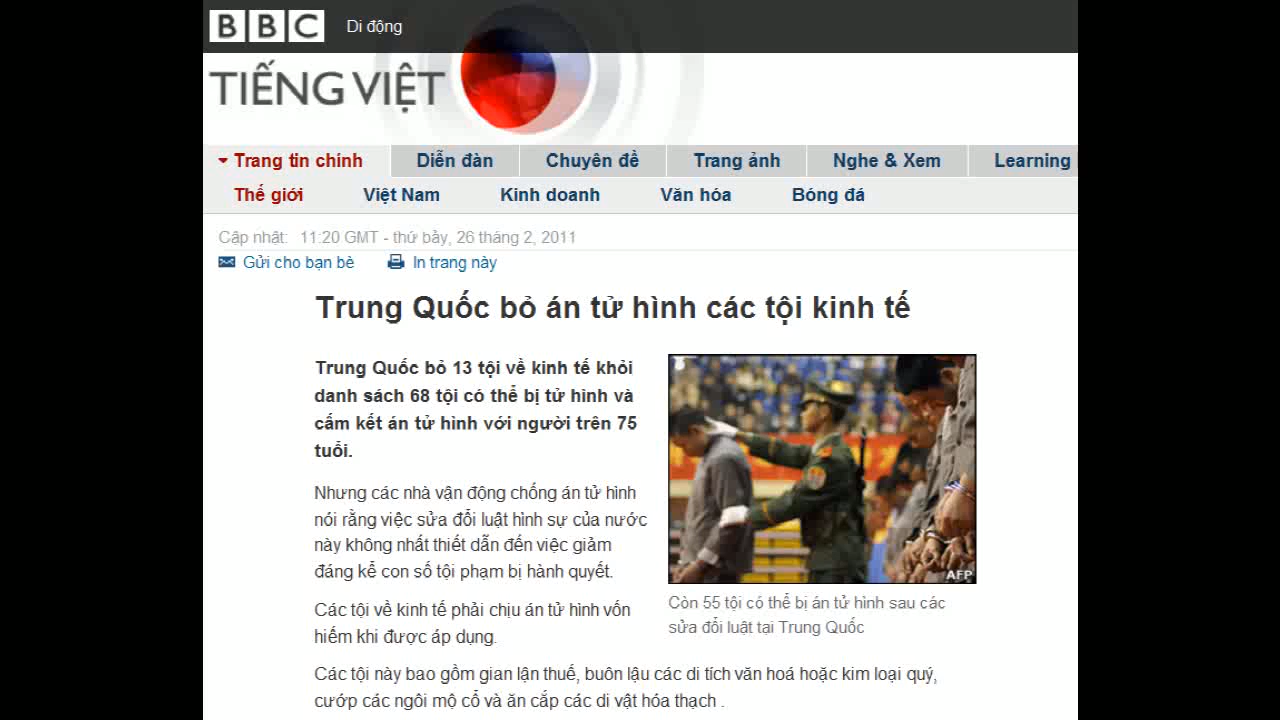 BBC Di động
TIẾNG VIỆT
Trang tin chính Diễn đàn Chuyên đề Trang ảnh Nghe & Xem Learning
Thế giới Việt Nam Kinh doanh Văn hóa Bóng đá
Cập nhật: 11:20 GMT - thứ bảy, 26 tháng 2, 2011
Gửi cho bạn bè In trang này
Trung Quốc bỏ án tử hình các tội kinh tế
Trung Quốc bỏ 13 tội về kinh tế khỏi
danh sách 68 tội có thể bị tử hình và
cấm kết án tử hình với người trên 75
tuổi.
Nhưng các nhà vận động chống án tử hình
nói rằng việc sửa đổi luật hình sự của nước
này không nhất thiết dẫn đến việc giảm
đáng kể con số tội phạm bị hành quyết.
AFP
Còn 55 tội có thể bị án tử hình sau các
sửa đổi luật tại Trung Quốc
Các tội về kinh tế phải chịu án tử hình vốn
hiếm khi được áp dụng.
Các tội này bao gồm gian lận thuế, buôn lậu các di tích văn hoá hoặc kim loại quý,
cướp các ngôi mộ cổ và ăn cắp các di vật hóa thạch .